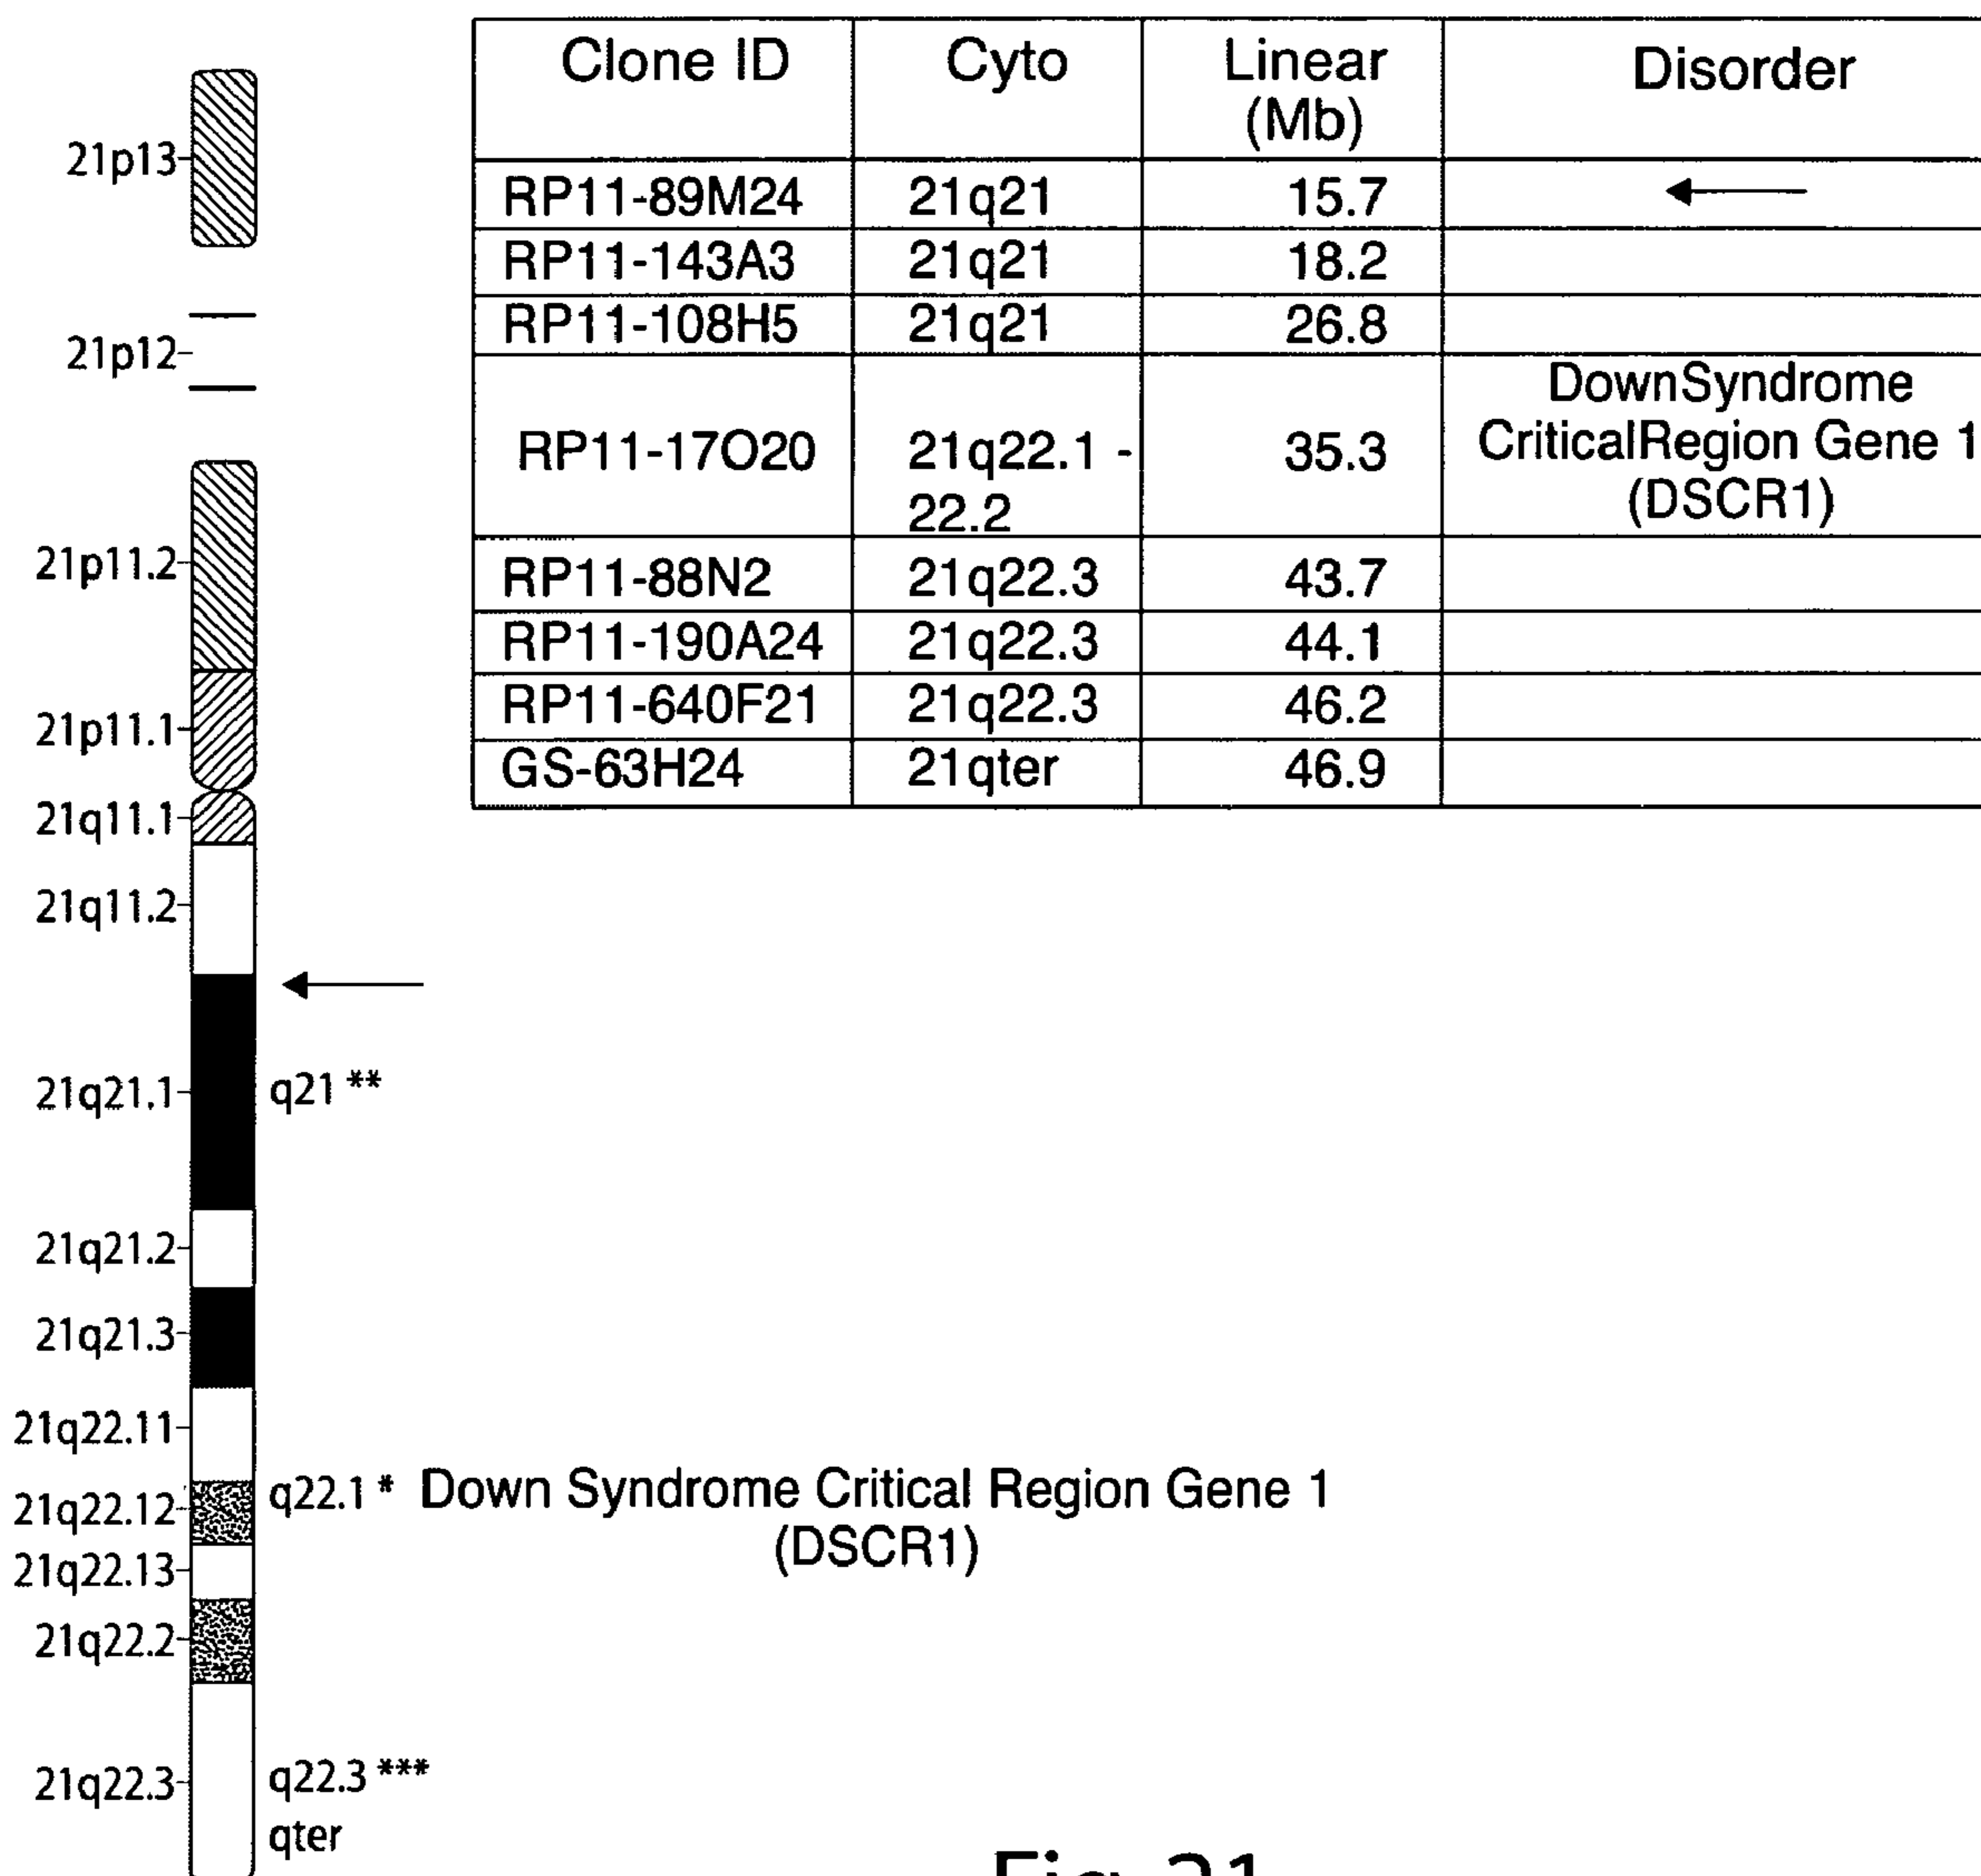 Clone ID Cyto Linear (Mb) Disorder
RP11-89M24 21q21 15.7
RP11-143A3 21q21 18.2
RP11-108H5 21q21 26.8
RP11-17O20 21q22.1 - 22.2 35.3 DownSyndrome CriticalRegion Gene 1 (DSCR1)
RP11-88N2 21q22.3 43.7
RP11-190A24 21q22.3 44.1
RP11-640F21 21q22.3 46.2
GS-63H24 21qter 46.9
21p13
21p12
21p11.2
21p11.1
21q11.1
21q11.2
21q21.1 q21 **
21q21.2
21q21.3
21q22.11
21q22.12 q22.1 * Down Syndrome Critical Region Gene 1
(DSCR1)
21q22.13
21q22.2
21q22.3 q22.3 ***
qter